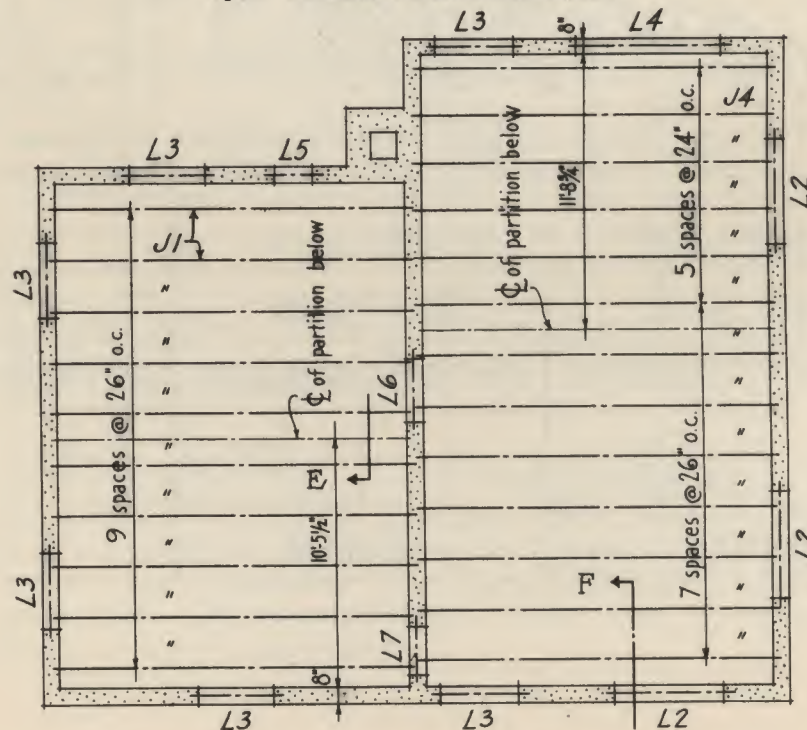 L3
8"
L4
L3
L5
J1
"
"
"
"
"
"
"
"
9 spaces @ 26" o.c.
℄ of partition below
10'-5½"
8"
L6
F
L7
℄ of partition below
11'-8¾"
5 spaces @ 24" o.c.
7 spaces @ 26" o.c.
J4
"
"
"
"
"
"
"
"
"
"
"
F
L3
L3
L2
L2
L3
L3
L2